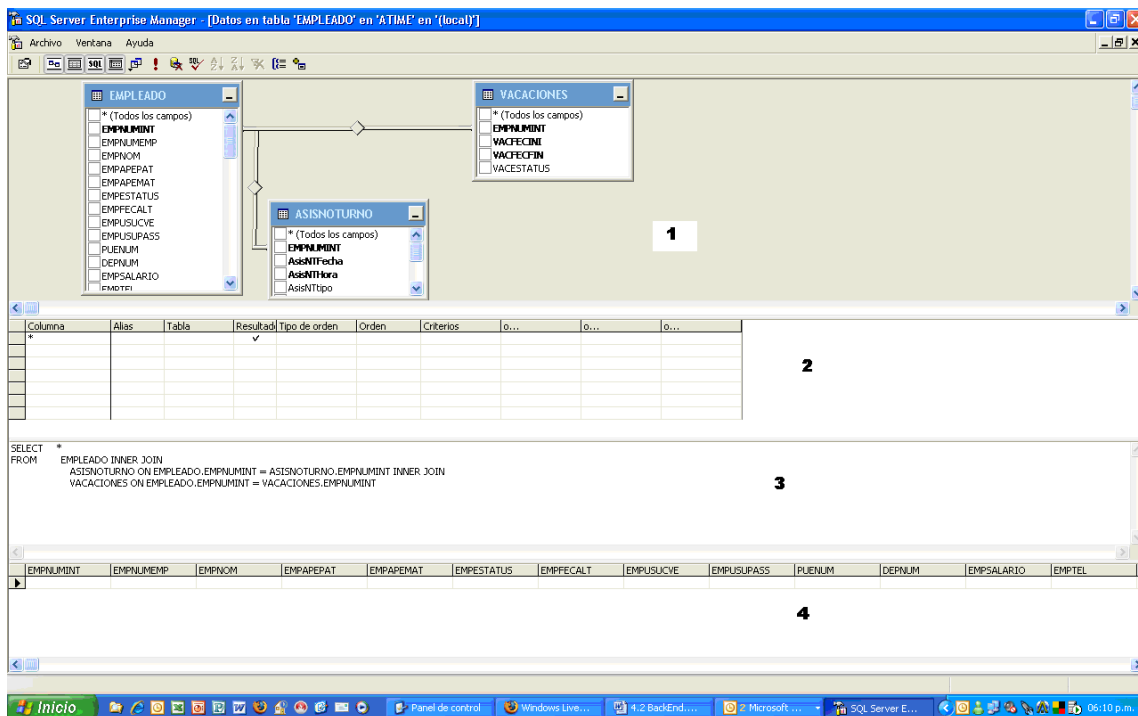 SQL Server Enterprise Manager - [Datos en tabla 'EMPLEADO' en 'ATIME' en '(local)']
Archivo Ventana Ayuda
SQL
EMPLEADO
* (Todos los campos)
EMPNUMINT
EMPNUMEMP
EMPNOM
EMPAPEPAT
EMPAPEMAT
EMPESTATUS
EMPFECALT
EMPUSUCVE
EMPUSUPASS
PUENUM
DEPNUM
EMPSALARIO
EMPTEL
VACACIONES
* (Todos los campos)
EMPNUMINT
VACFECINI
VACFECFIN
VACESTATUS
ASISNOTURNO
* (Todos los campos)
EMPNUMINT
AsisNTFecha
AsisNTHora
AsisNTtipo
1
Columna Alias Tabla Resultad Tipo de orden Orden Criterios o... o... o...
*
2
SELECT *
FROM EMPLEADO INNER JOIN
ASISNOTURNO ON EMPLEADO.EMPNUMINT = ASISNOTURNO.EMPNUMINT INNER JOIN
VACACIONES ON EMPLEADO.EMPNUMINT = VACACIONES.EMPNUMINT
3
EMPNUMINT EMPNUMEMP EMPNOM EMPAPEPAT EMPAPEMAT EMPESTATUS EMPFECALT EMPUSUCVE EMPUSUPASS PUENUM DEPNUM EMPSALARIO EMPTEL
4
Inicio Panel de control Windows Live... 4.2 BackEnd.... 2 Microsoft ... SQL Server E... 06:10 p.m.